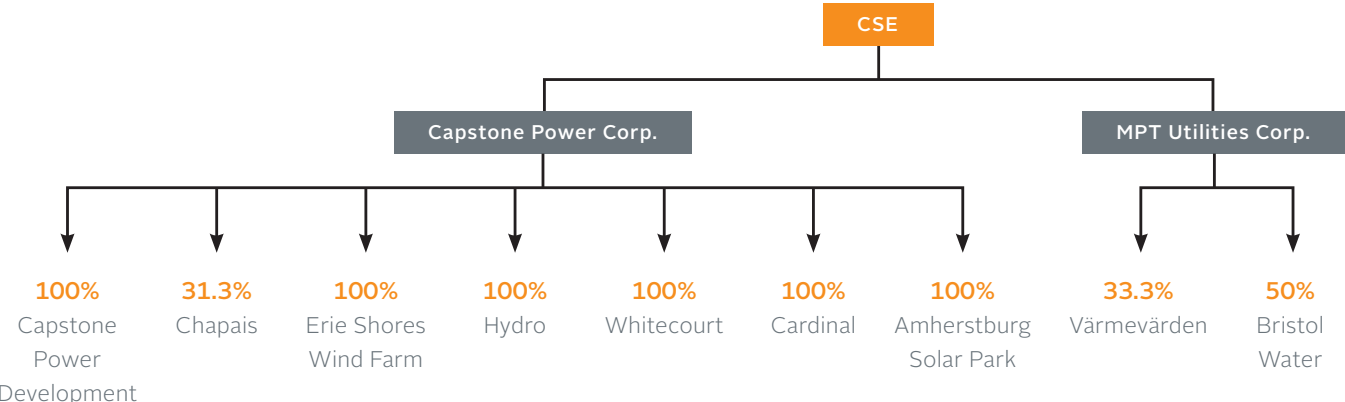 CSE
Capstone Power Corp.
MPT Utilities Corp.
100%
Capstone
Power
Development
31.3%
Chapais
100%
Erie Shores
Wind Farm
100%
Hydro
100%
Whitecourt
100%
Cardinal
100%
Amherstburg
Solar Park
33.3%
Värmevärden
50%
Bristol
Water